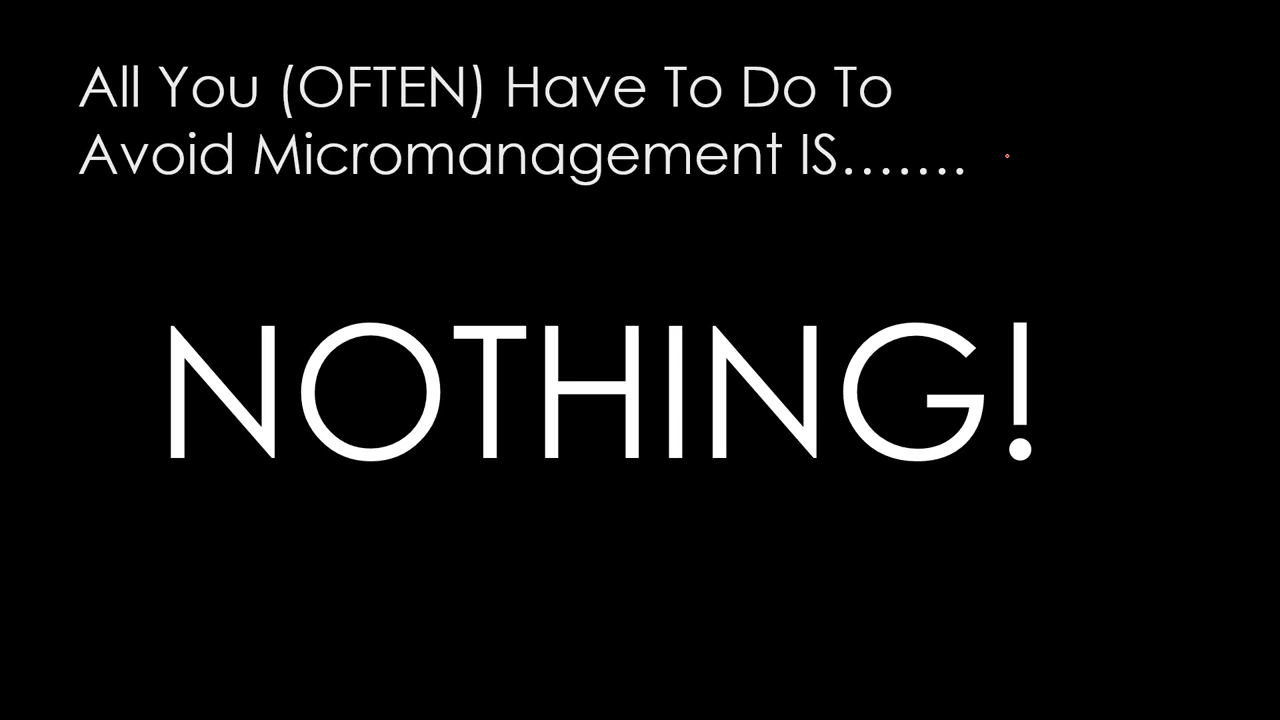 All You (OFTEN) Have To Do To
Avoid Micromanagement IS.......
NOTHING!